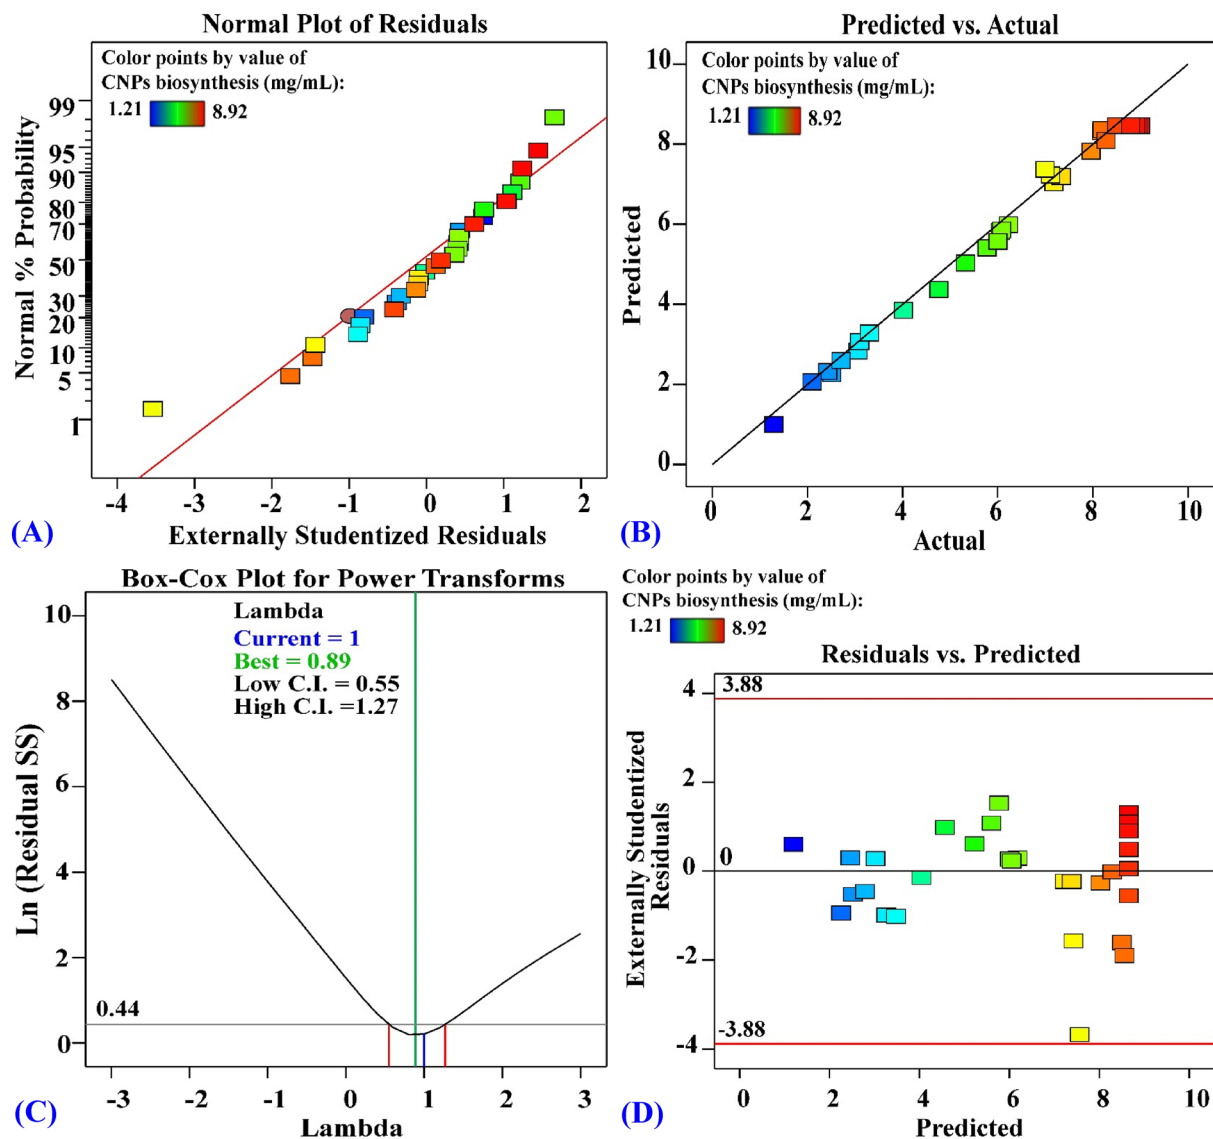 Normal Plot of Residuals
Color points by value of
CNPs biosynthesis (mg/mL):
1.21 8.92
Normal % Probability
99
95
90
80
70
50
30
20
10
5
1
-4 -3 -2 -1 0 1 2
Externally Studentized Residuals
(A)
Predicted vs. Actual
Color points by value of
CNPs biosynthesis (mg/mL):
1.21 8.92
Predicted
10
8
6
4
2
0
0 2 4 6 8 10
Actual
(B)
Box-Cox Plot for Power Transforms
Lambda
Current = 1
Best = 0.89
Low C.I. = 0.55
High C.I. =1.27
Ln (Residual SS)
10
8
6
4
2
0
0.44
-3 -2 -1 0 1 2 3
Lambda
(C)
Color points by value of
CNPs biosynthesis (mg/mL):
1.21 8.92
Residuals vs. Predicted
Externally Studentized
Residuals
4
2
0
-2
-4
3.88
0
-3.88
0 2 4 6 8 10
Predicted
(D)